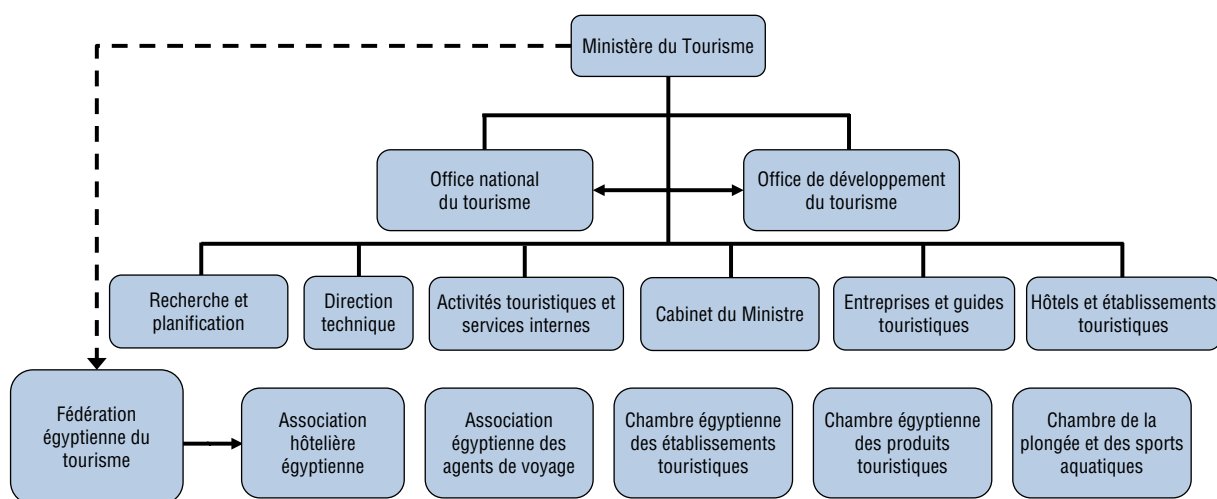 Ministère du Tourisme
Office national
du tourisme
Office de développement
du tourisme
Recherche et
planification
Direction
technique
Activités touristiques et
services internes
Cabinet du Ministre
Entreprises et guides
touristiques
Hôtels et établissements
touristiques
Fédération
égyptienne du
tourisme
Association
hôtelière
égyptienne
Association
égyptienne des
agents de voyage
Chambre égyptienne
des établissements
touristiques
Chambre égyptienne
des produits
touristiques
Chambre de la
plongée et des sports
aquatiques